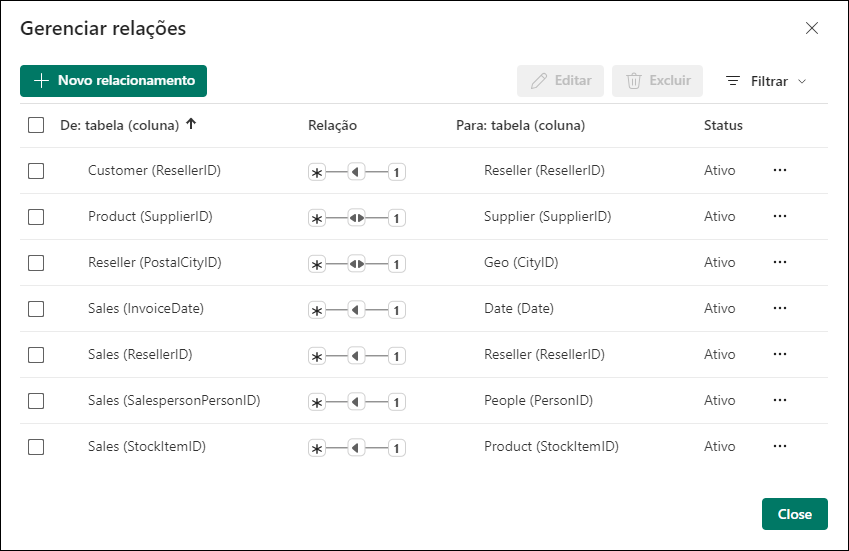 Gerenciar relações
Novo relacionamento Editar Excluir Filtrar
De: tabela (coluna) Relação Para: tabela (coluna) Status
Customer (ResellerID) * 1 Reseller (ResellerID) Ativo ...
Product (SupplierID) * 1 Supplier (SupplierID) Ativo ...
Reseller (PostalCityID) * 1 Geo (CityID) Ativo ...
Sales (InvoiceDate) * 1 Date (Date) Ativo ...
Sales (ResellerID) * 1 Reseller (ResellerID) Ativo ...
Sales (SalespersonPersonID) * 1 People (PersonID) Ativo ...
Sales (StockItemID) * 1 Product (StockItemID) Ativo ...
Close